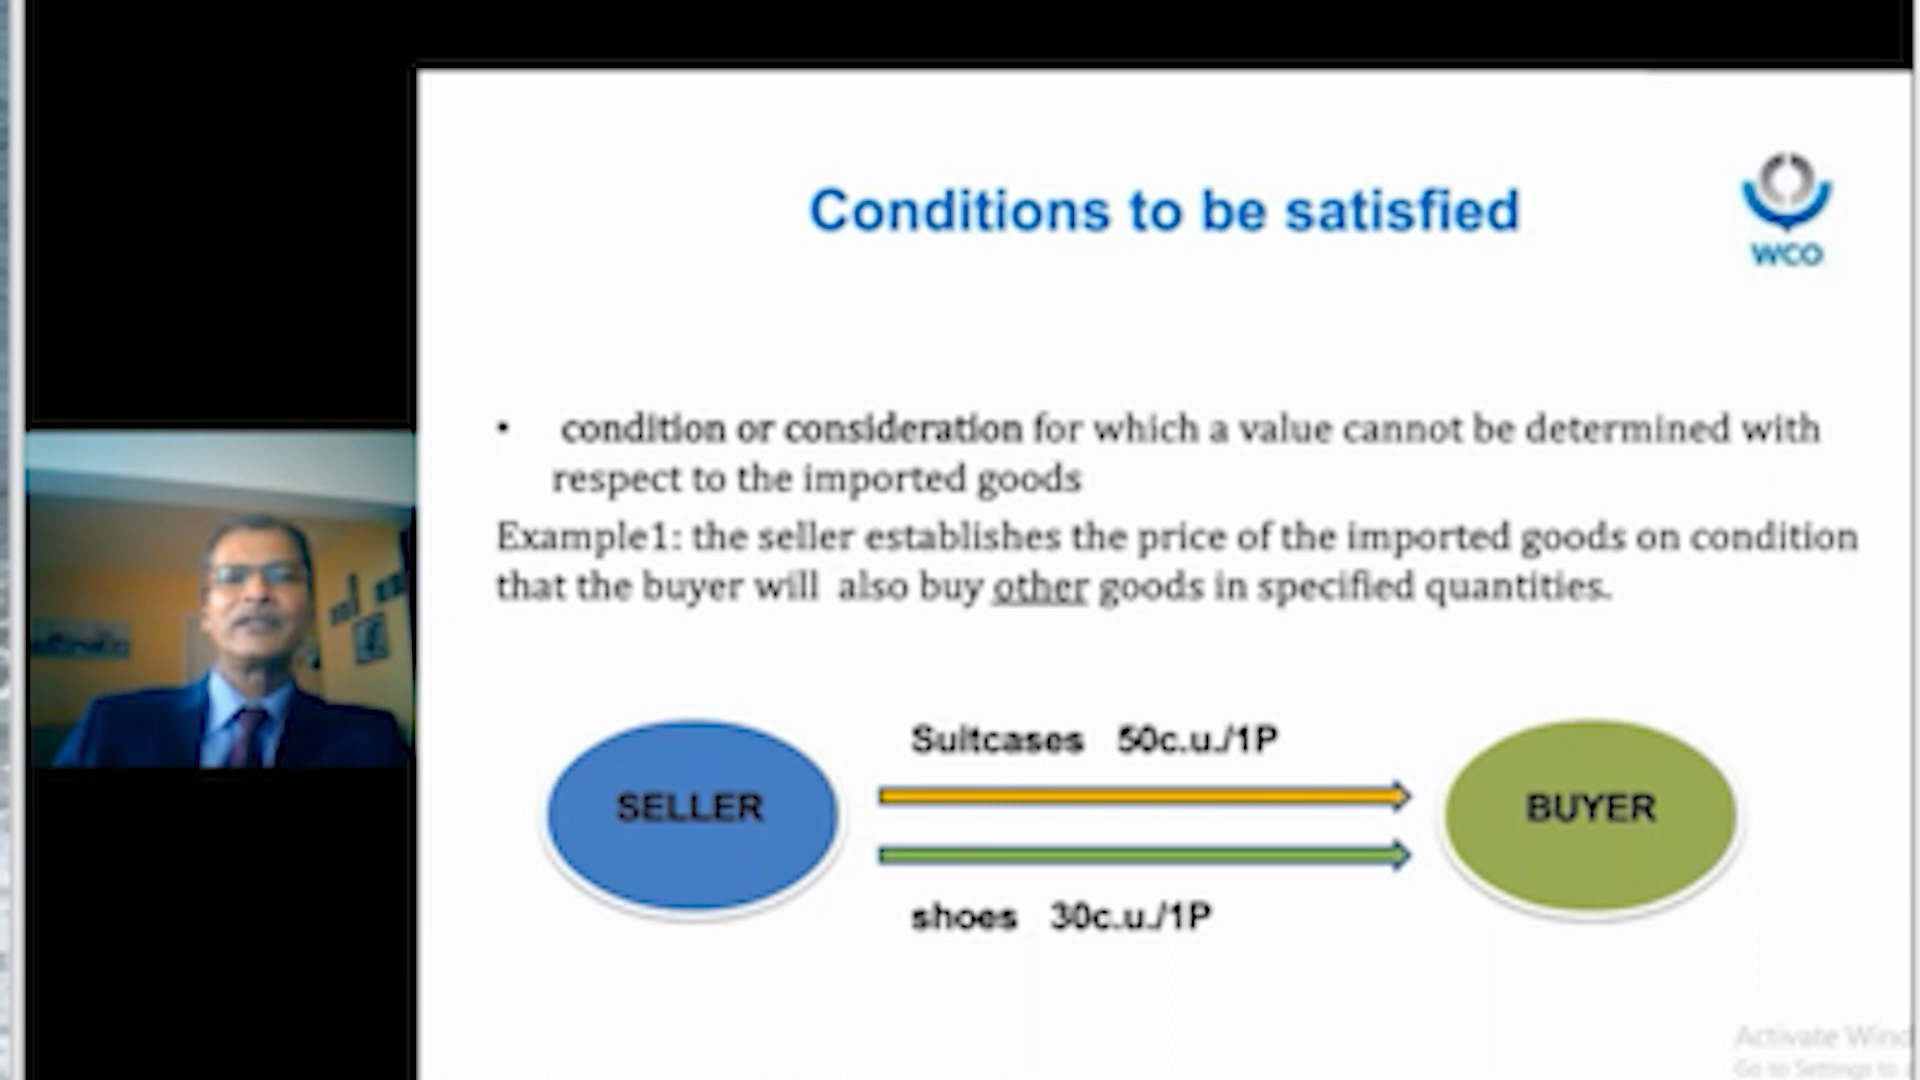 Conditions to be satisfied
WCO
• condition or consideration for which a value cannot be determined with
respect to the imported goods
Example1: the seller establishes the price of the imported goods on condition
that the buyer will also buy other goods in specified quantities.
Suitcases 50c.u./1P
SELLER
BUYER
shoes 30c.u./1P
Activate Wind
Go to Settings to